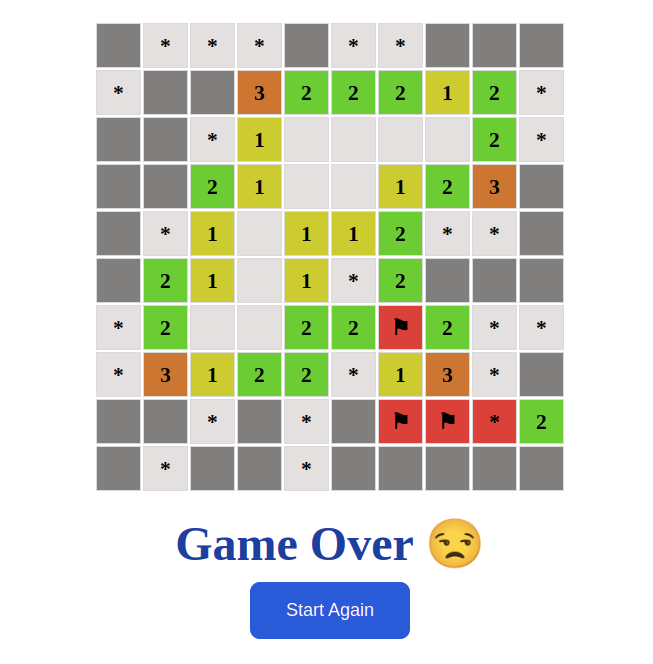 * * * * *
* 3 2 2 2 1 2 *
* 1 2 *
2 1 1 2 3
* 1 1 1 2 * *
2 1 1 * 2
* 2 2 2 2 * *
* 3 1 2 2 * 1 3 *
* * * 2
* *
Game Over
Start Again